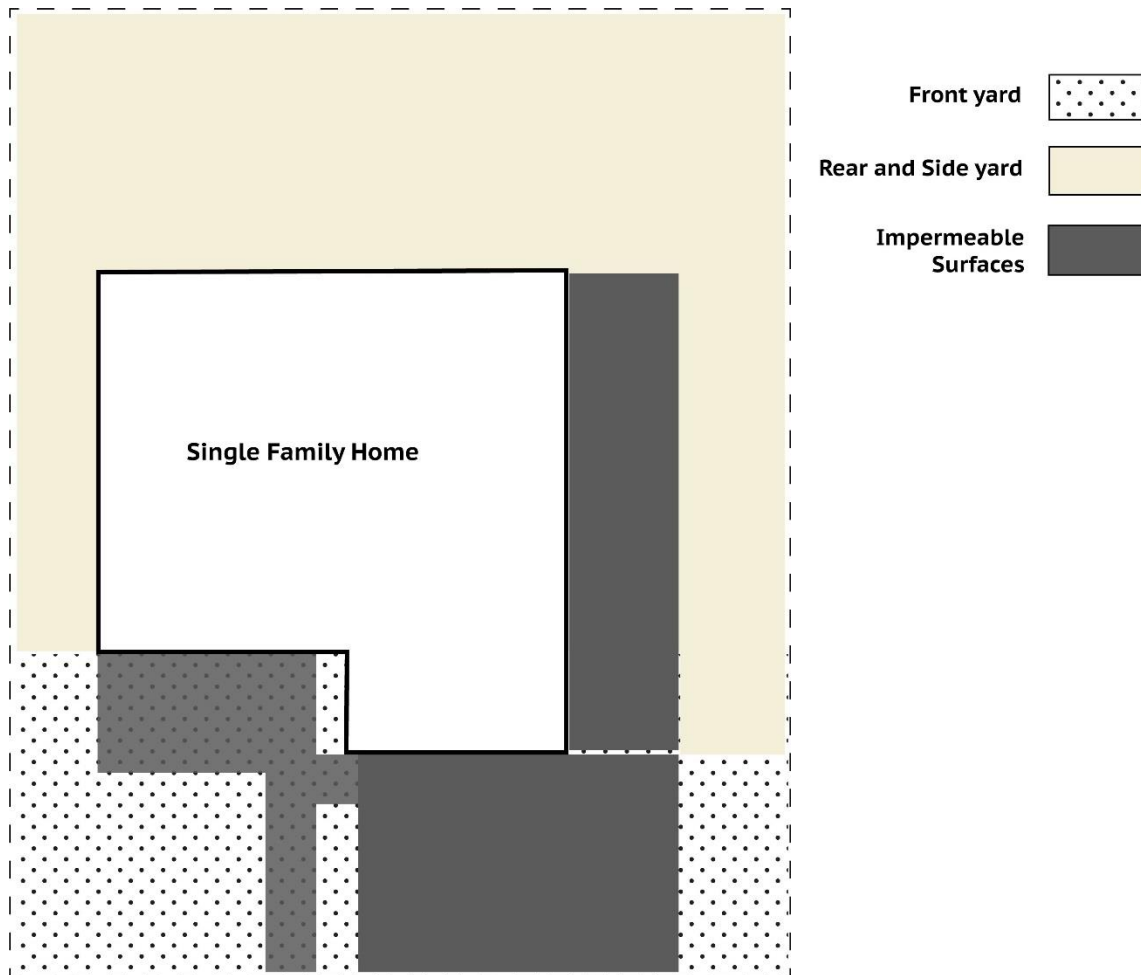 Front yard
Rear and Side yard
Impermeable
Surfaces
Single Family Home